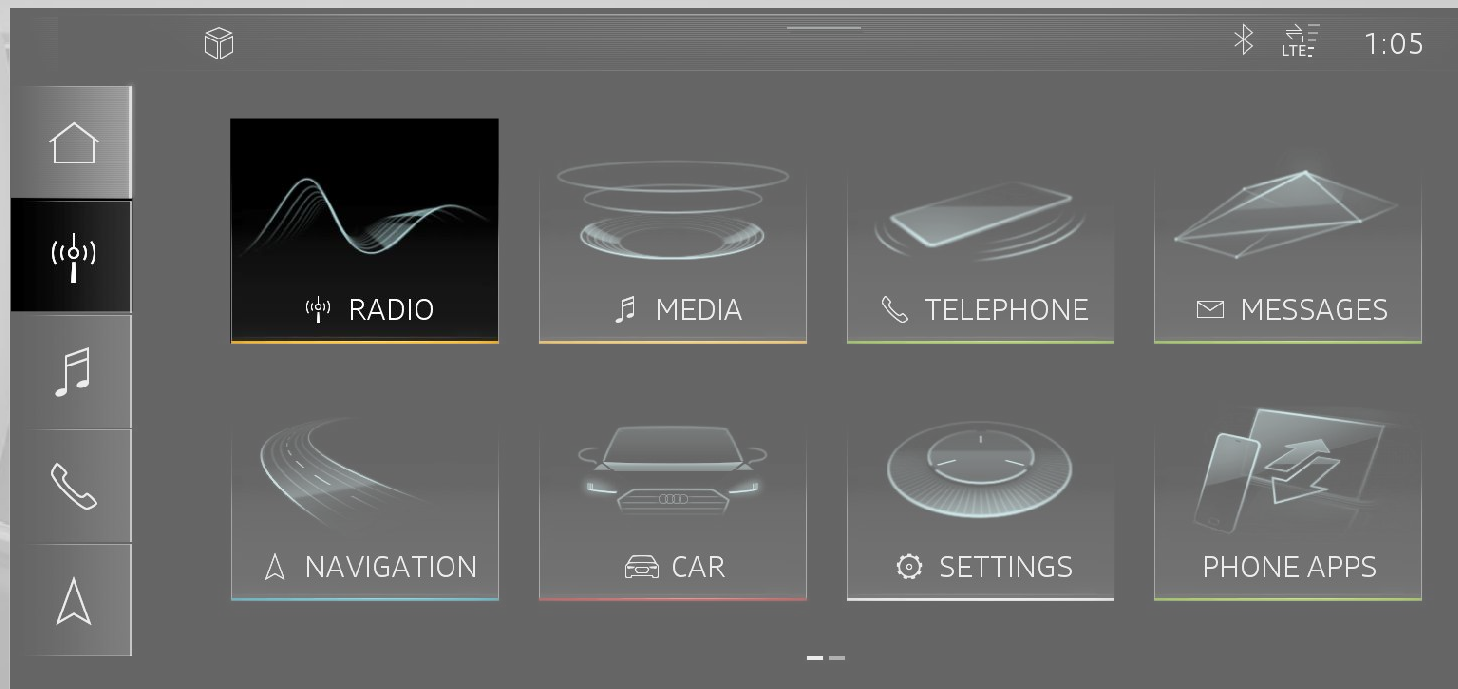 LTE
1:05
RADIO
MEDIA
TELEPHONE
MESSAGES
NAVIGATION
CAR
SETTINGS
PHONE APPS